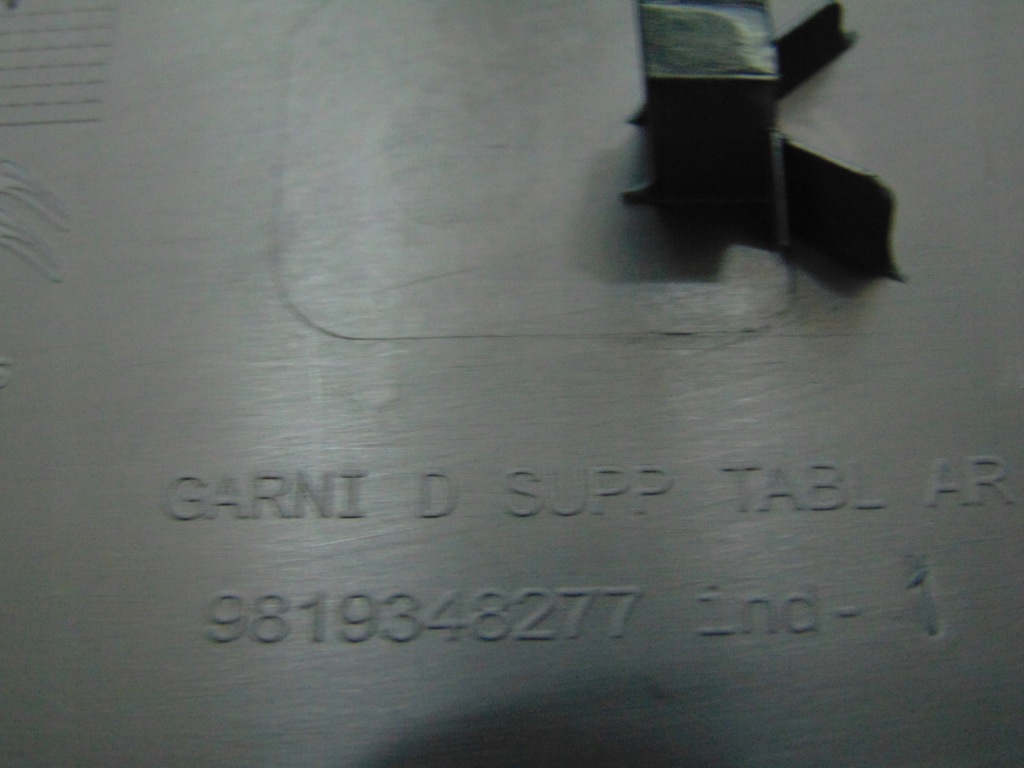 GARNI D SUPP TABL AR
9819348277 ind- 1